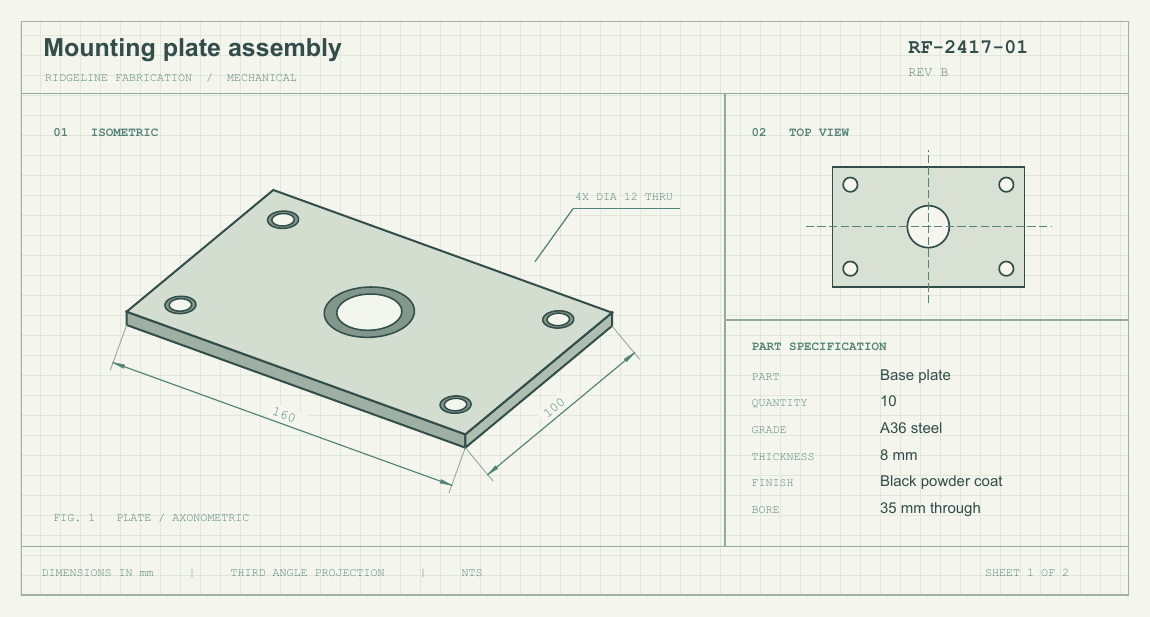 Mounting plate assembly
RIDGELINE FABRICATION / MECHANICAL
RF-2417-01
REV B
01 ISOMETRIC
4X DIA 12 THRU
160
100
FIG. 1 PLATE / AXONOMETRIC
02 TOP VIEW
PART SPECIFICATION
PART Base plate
QUANTITY 10
GRADE A36 steel
THICKNESS 8 mm
FINISH Black powder coat
BORE 35 mm through
DIMENSIONS IN mm | THIRD ANGLE PROJECTION | NTS
SHEET 1 OF 2